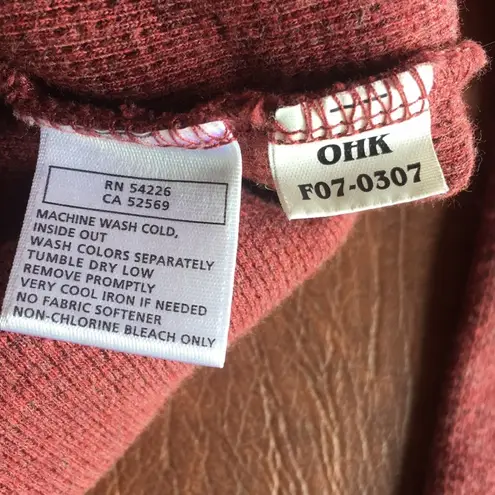 RN 54226
CA 52569
MACHINE WASH COLD,
INSIDE OUT
WASH COLORS SEPARATELY
TUMBLE DRY LOW
REMOVE PROMPTLY
VERY COOL IRON IF NEEDED
NO FABRIC SOFTENER
NON-CHLORINE BLEACH ONLY
OHK
F07-0307